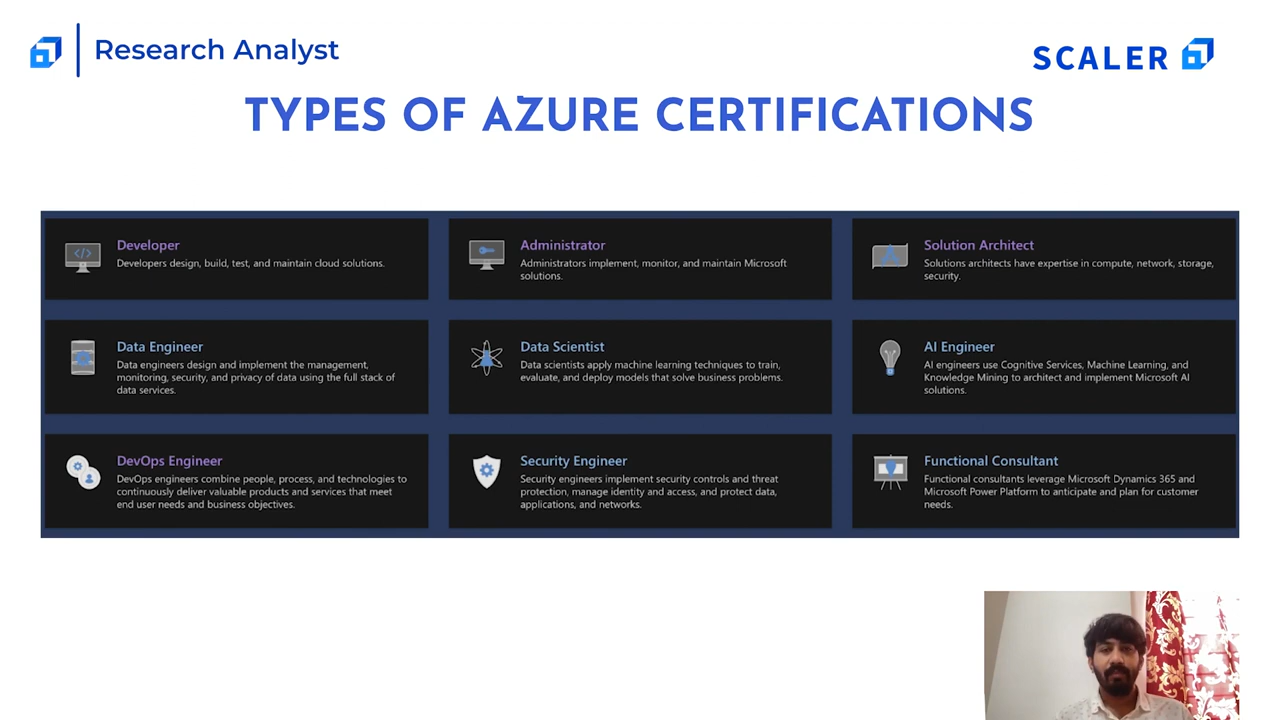 Research Analyst
SCALER
TYPES OF AZURE CERTIFICATIONS
Developer
Developers design, build, test, and maintain cloud solutions.
Administrator
Administrators implement, monitor, and maintain Microsoft
solutions.
Solution Architect
Solutions architects have expertise in compute, network, storage,
security.
Data Engineer
Data engineers design and implement the management,
monitoring, security, and privacy of data using the full stack of
data services.
Data Scientist
Data scientists apply machine learning techniques to train,
evaluate, and deploy models that solve business problems.
AI Engineer
AI engineers use Cognitive Services, Machine Learning, and
Knowledge Mining to architect and implement Microsoft AI
solutions.
DevOps Engineer
DevOps engineers combine people, process, and technologies to
continuously deliver valuable products and services that meet
end user needs and business objectives.
Security Engineer
Security engineers implement security controls and threat
protection, manage identity and access, and protect data,
applications, and networks.
Functional Consultant
Functional consultants leverage Microsoft Dynamics 365 and
Microsoft Power Platform to anticipate and plan for customer
needs.